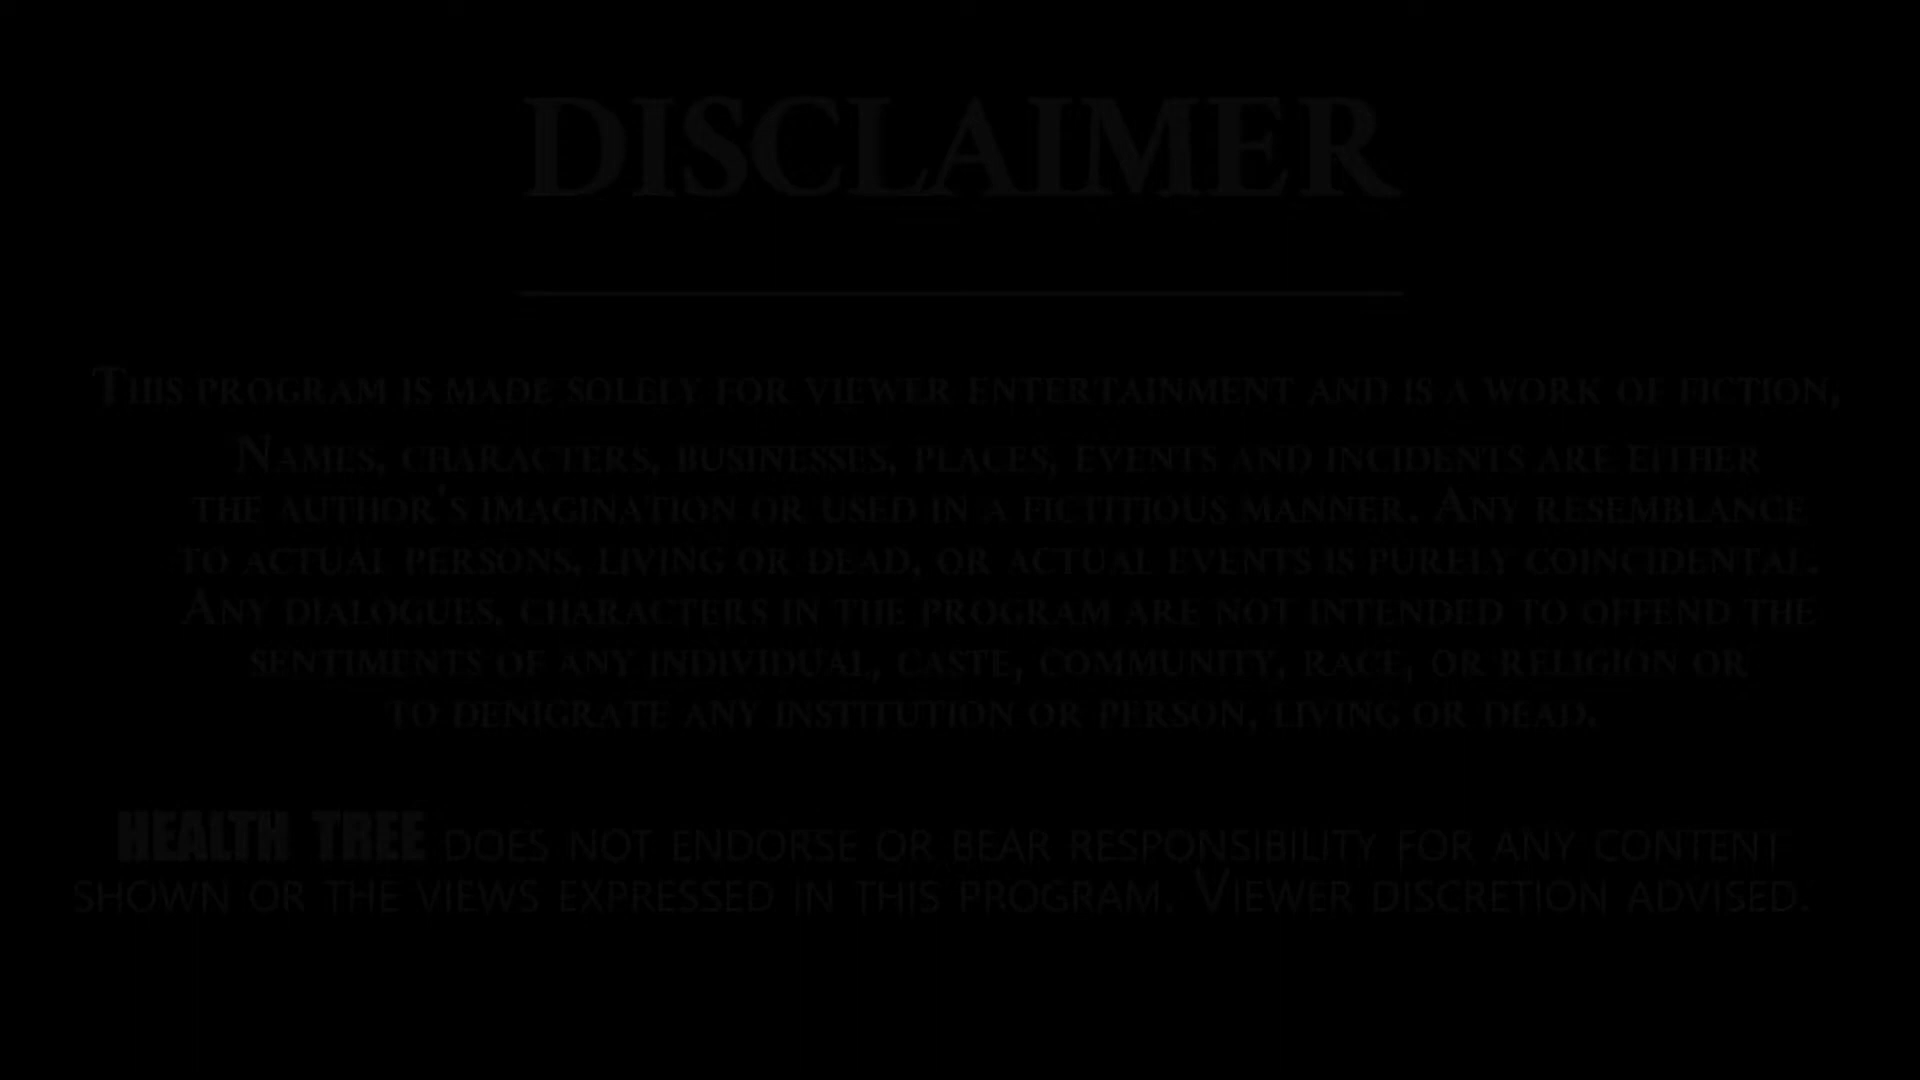 DISCLAIMER
THIS PROGRAM IS MADE SOLELY FOR VIEWER ENTERTAINMENT AND IS A WORK OF FICTION,
NAMES, CHARACTERS, BUSINESSES, PLACES, EVENTS AND INCIDENTS ARE EITHER
THE AUTHOR'S IMAGINATION OR USED IN A FICTITIOUS MANNER. ANY RESEMBLANCE
TO ACTUAL PERSONS, LIVING OR DEAD, OR ACTUAL EVENTS IS PURELY COINCIDENTAL.
ANY DIALOGUES, CHARACTERS IN THE PROGRAM ARE NOT INTENDED TO OFFEND THE
SENTIMENTS OF ANY INDIVIDUAL, CASTE, COMMUNITY, RACE, OR RELIGION OR
TO DENIGRATE ANY INSTITUTION OR PERSON, LIVING OR DEAD.
HEALTH TREE DOES NOT ENDORSE OR BEAR RESPONSIBILITY FOR ANY CONTENT
SHOWN OR THE VIEWS EXPRESSED IN THIS PROGRAM. VIEWER DISCRETION ADVISED.